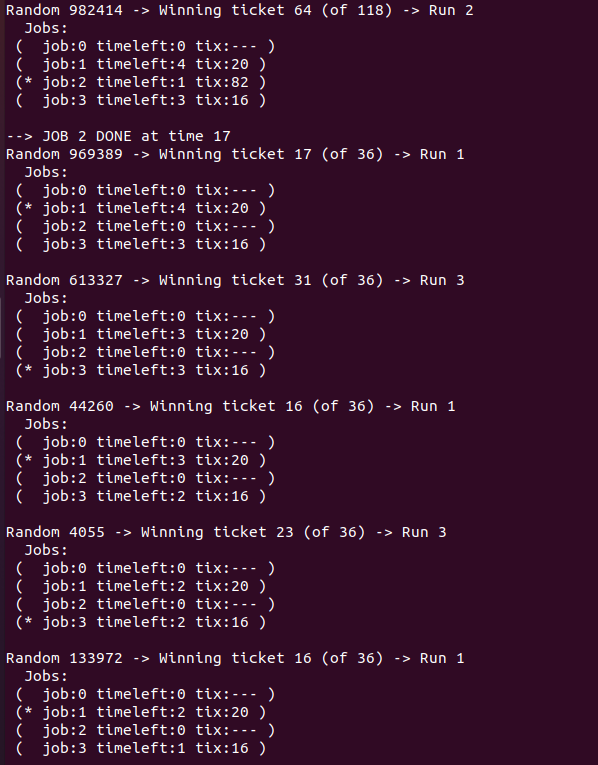 Random 982414 -> Winning ticket 64 (of 118) -> Run 2
  Jobs:
 (  job:0 timeleft:0 tix:--- )
 (  job:1 timeleft:4 tix:20 )
 (* job:2 timeleft:1 tix:82 )
 (  job:3 timeleft:3 tix:16 )

--> JOB 2 DONE at time 17
Random 969389 -> Winning ticket 17 (of 36) -> Run 1
  Jobs:
 (  job:0 timeleft:0 tix:--- )
 (* job:1 timeleft:4 tix:20 )
 (  job:2 timeleft:0 tix:--- )
 (  job:3 timeleft:3 tix:16 )

Random 613327 -> Winning ticket 31 (of 36) -> Run 3
  Jobs:
 (  job:0 timeleft:0 tix:--- )
 (  job:1 timeleft:3 tix:20 )
 (  job:2 timeleft:0 tix:--- )
 (* job:3 timeleft:3 tix:16 )

Random 44260 -> Winning ticket 16 (of 36) -> Run 1
  Jobs:
 (  job:0 timeleft:0 tix:--- )
 (* job:1 timeleft:3 tix:20 )
 (  job:2 timeleft:0 tix:--- )
 (  job:3 timeleft:2 tix:16 )

Random 4055 -> Winning ticket 23 (of 36) -> Run 3
  Jobs:
 (  job:0 timeleft:0 tix:--- )
 (  job:1 timeleft:2 tix:20 )
 (  job:2 timeleft:0 tix:--- )
 (* job:3 timeleft:2 tix:16 )

Random 133972 -> Winning ticket 16 (of 36) -> Run 1
  Jobs:
 (  job:0 timeleft:0 tix:--- )
 (* job:1 timeleft:2 tix:20 )
 (  job:2 timeleft:0 tix:--- )
 (  job:3 timeleft:1 tix:16 )